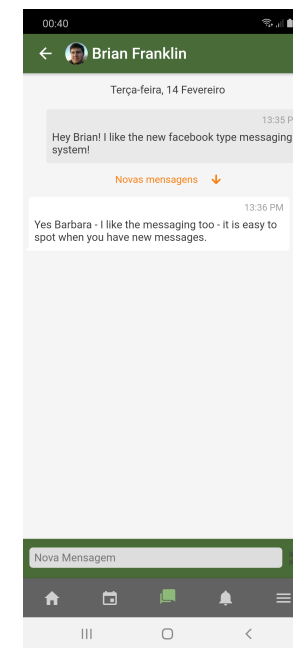 00:40
Brian Franklin
Terça-feira, 14 Fevereiro
13:35 P
Hey Brian! I like the new facebook type messaging
system!
Novas mensagens
13:36 PM
Yes Barbara - I like the messaging too - it is easy to
spot when you have new messages.
Nova Mensagem